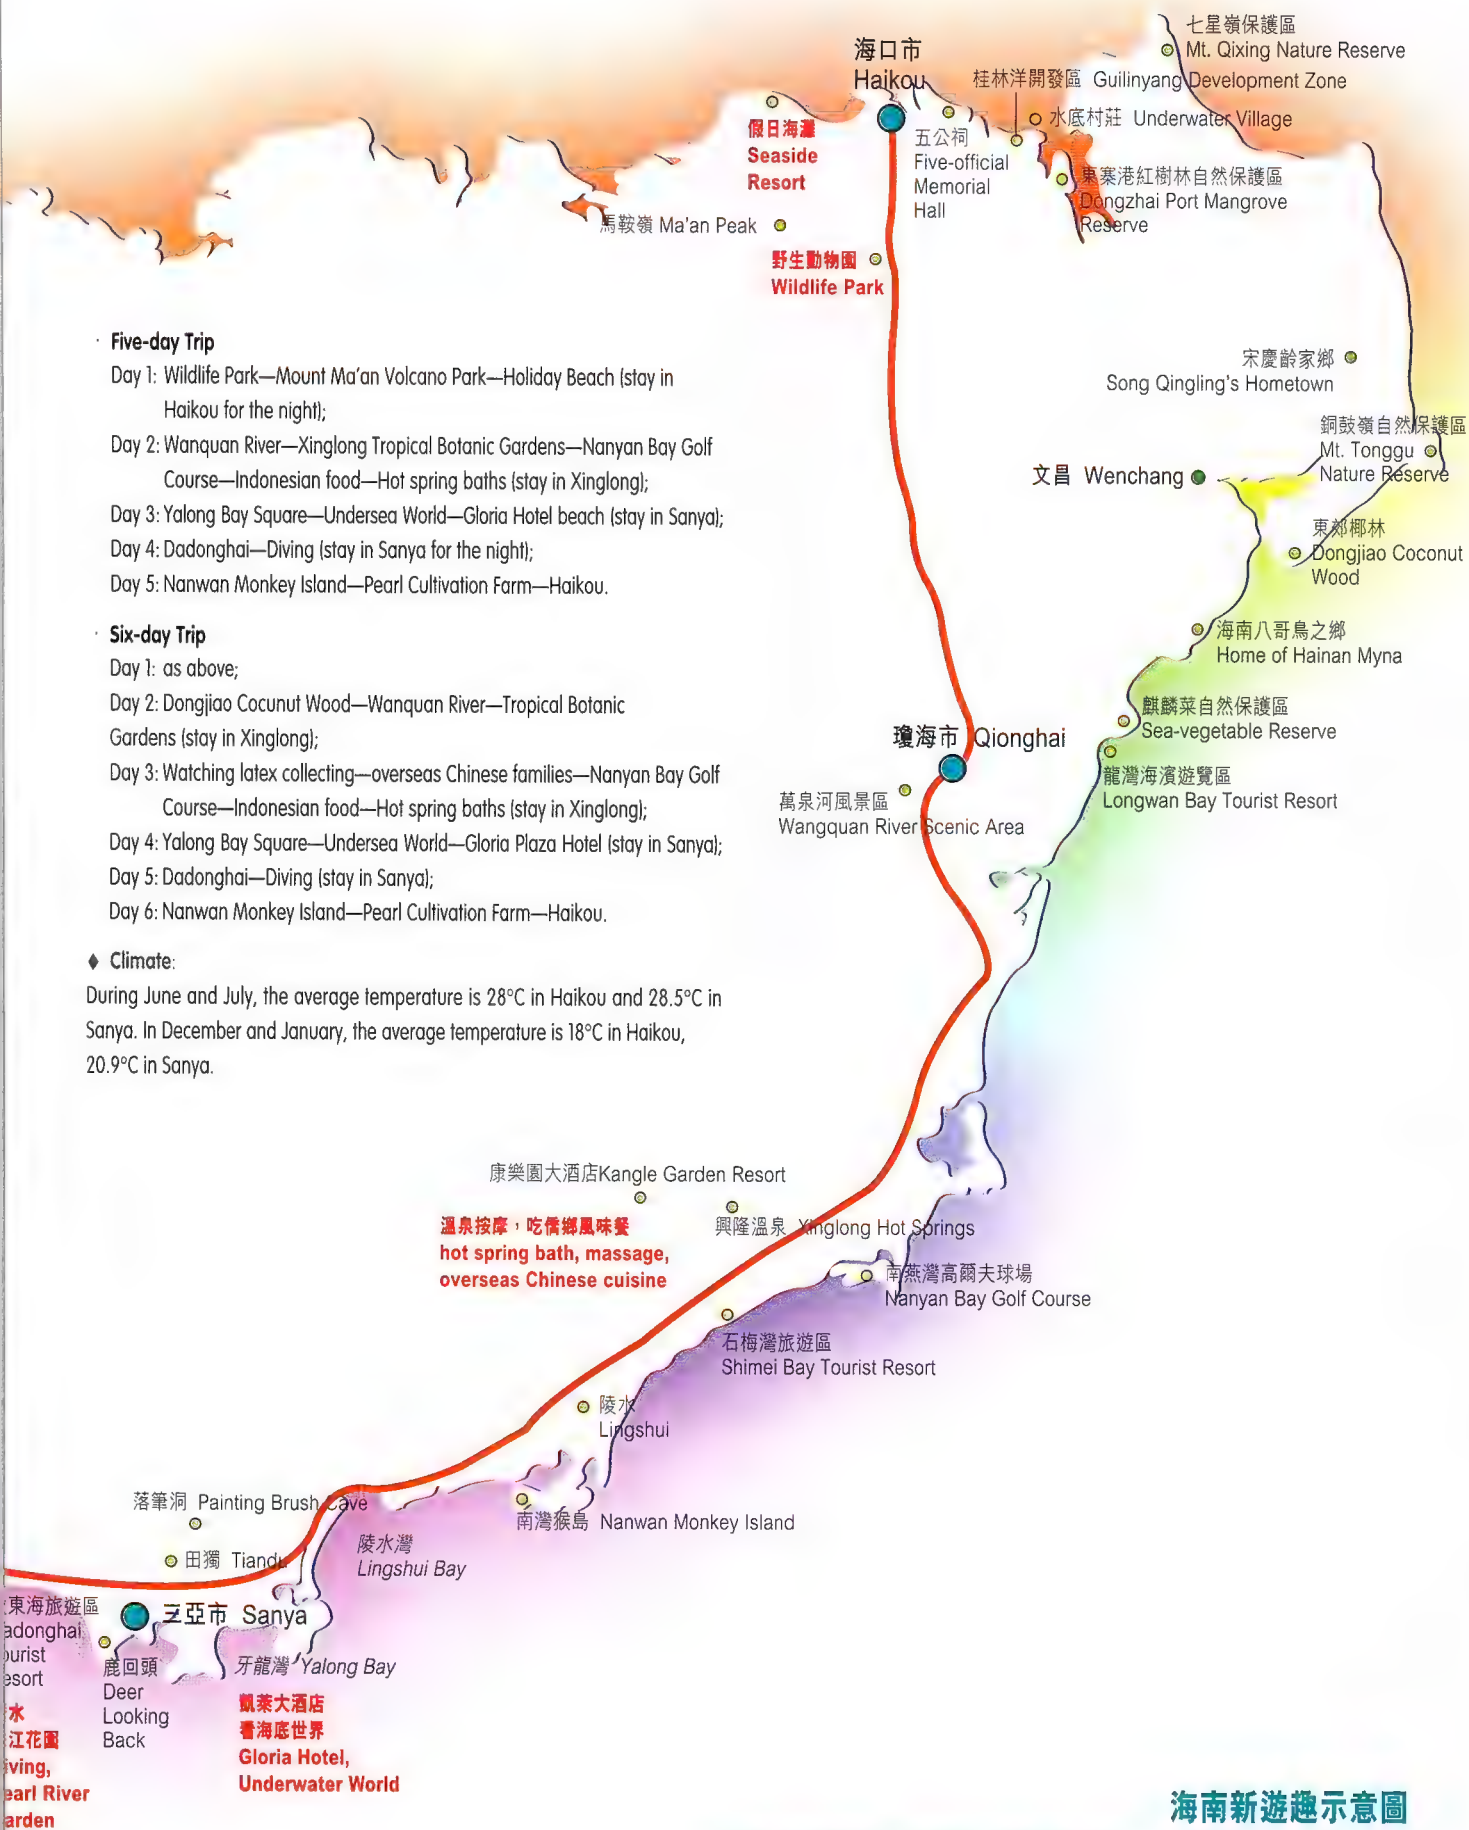 七星嶺保護區
Mt. Qixing Nature Reserve
海口市
Haikou
桂林洋開發區 Guilinyang Development Zone
水底村莊 Underwater Village
假日海灘
Seaside
Resort
五公祠
Five-official
Memorial
Hall
東寨港紅樹林自然保護區
Dongzhai Port Mangrove
Reserve
馬鞍嶺 Ma'an Peak
野生動物園
Wildlife Park
· Five-day Trip
Day 1: Wildlife Park—Mount Ma'an Volcano Park—Holiday Beach (stay in
Haikou for the night);
Day 2: Wanquan River—Xinglong Tropical Botanic Gardens—Nanyan Bay Golf
Course—Indonesian food—Hot spring baths (stay in Xinglong);
Day 3: Yalong Bay Square—Undersea World—Gloria Hotel beach (stay in Sanya);
Day 4: Dadonghai—Diving (stay in Sanya for the night);
Day 5: Nanwan Monkey Island—Pearl Cultivation Farm—Haikou.
· Six-day Trip
Day 1: as above;
Day 2: Dongjiao Cocunut Wood—Wanquan River—Tropical Botanic
Gardens (stay in Xinglong);
Day 3: Watching latex collecting—overseas Chinese families—Nanyan Bay Golf
Course—Indonesian food—Hot spring baths (stay in Xinglong);
Day 4: Yalong Bay Square—Undersea World—Gloria Plaza Hotel (stay in Sanya);
Day 5: Dadonghai—Diving (stay in Sanya);
Day 6: Nanwan Monkey Island—Pearl Cultivation Farm—Haikou.
♦ Climate:
During June and July, the average temperature is 28°C in Haikou and 28.5°C in
Sanya. In December and January, the average temperature is 18°C in Haikou,
20.9°C in Sanya.
宋慶齡家鄉
Song Qingling's Hometown
銅鼓嶺自然保護區
Mt. Tonggu
Nature Reserve
文昌 Wenchang
東郊椰林
Dongjiao Coconut
Wood
海南八哥鳥之鄉
Home of Hainan Myna
麒麟菜自然保護區
Sea-vegetable Reserve
瓊海市 Qionghai
龍灣海濱遊覽區
Longwan Bay Tourist Resort
萬泉河風景區
Wangquan River Scenic Area
康樂園大酒店Kangle Garden Resort
溫泉按摩，吃僑鄉風味餐
hot spring bath, massage,
overseas Chinese cuisine
興隆溫泉 Xinglong Hot Springs
南燕灣高爾夫球場
Nanyan Bay Golf Course
石梅灣旅遊區
Shimei Bay Tourist Resort
陵水
Lingshui
南灣猴島 Nanwan Monkey Island
落筆洞 Painting Brush Cave
陵水灣
Lingshui Bay
田獨 Tiandu
東海旅遊區
adonghai
ourist
esort
三亞市 Sanya
鹿回頭
Deer
Looking
Back
牙龍灣 Yalong Bay
水
江花園
iving,
earl River
arden
凱萊大酒店
看海底世界
Gloria Hotel,
Underwater World
海南新遊趣示意圖